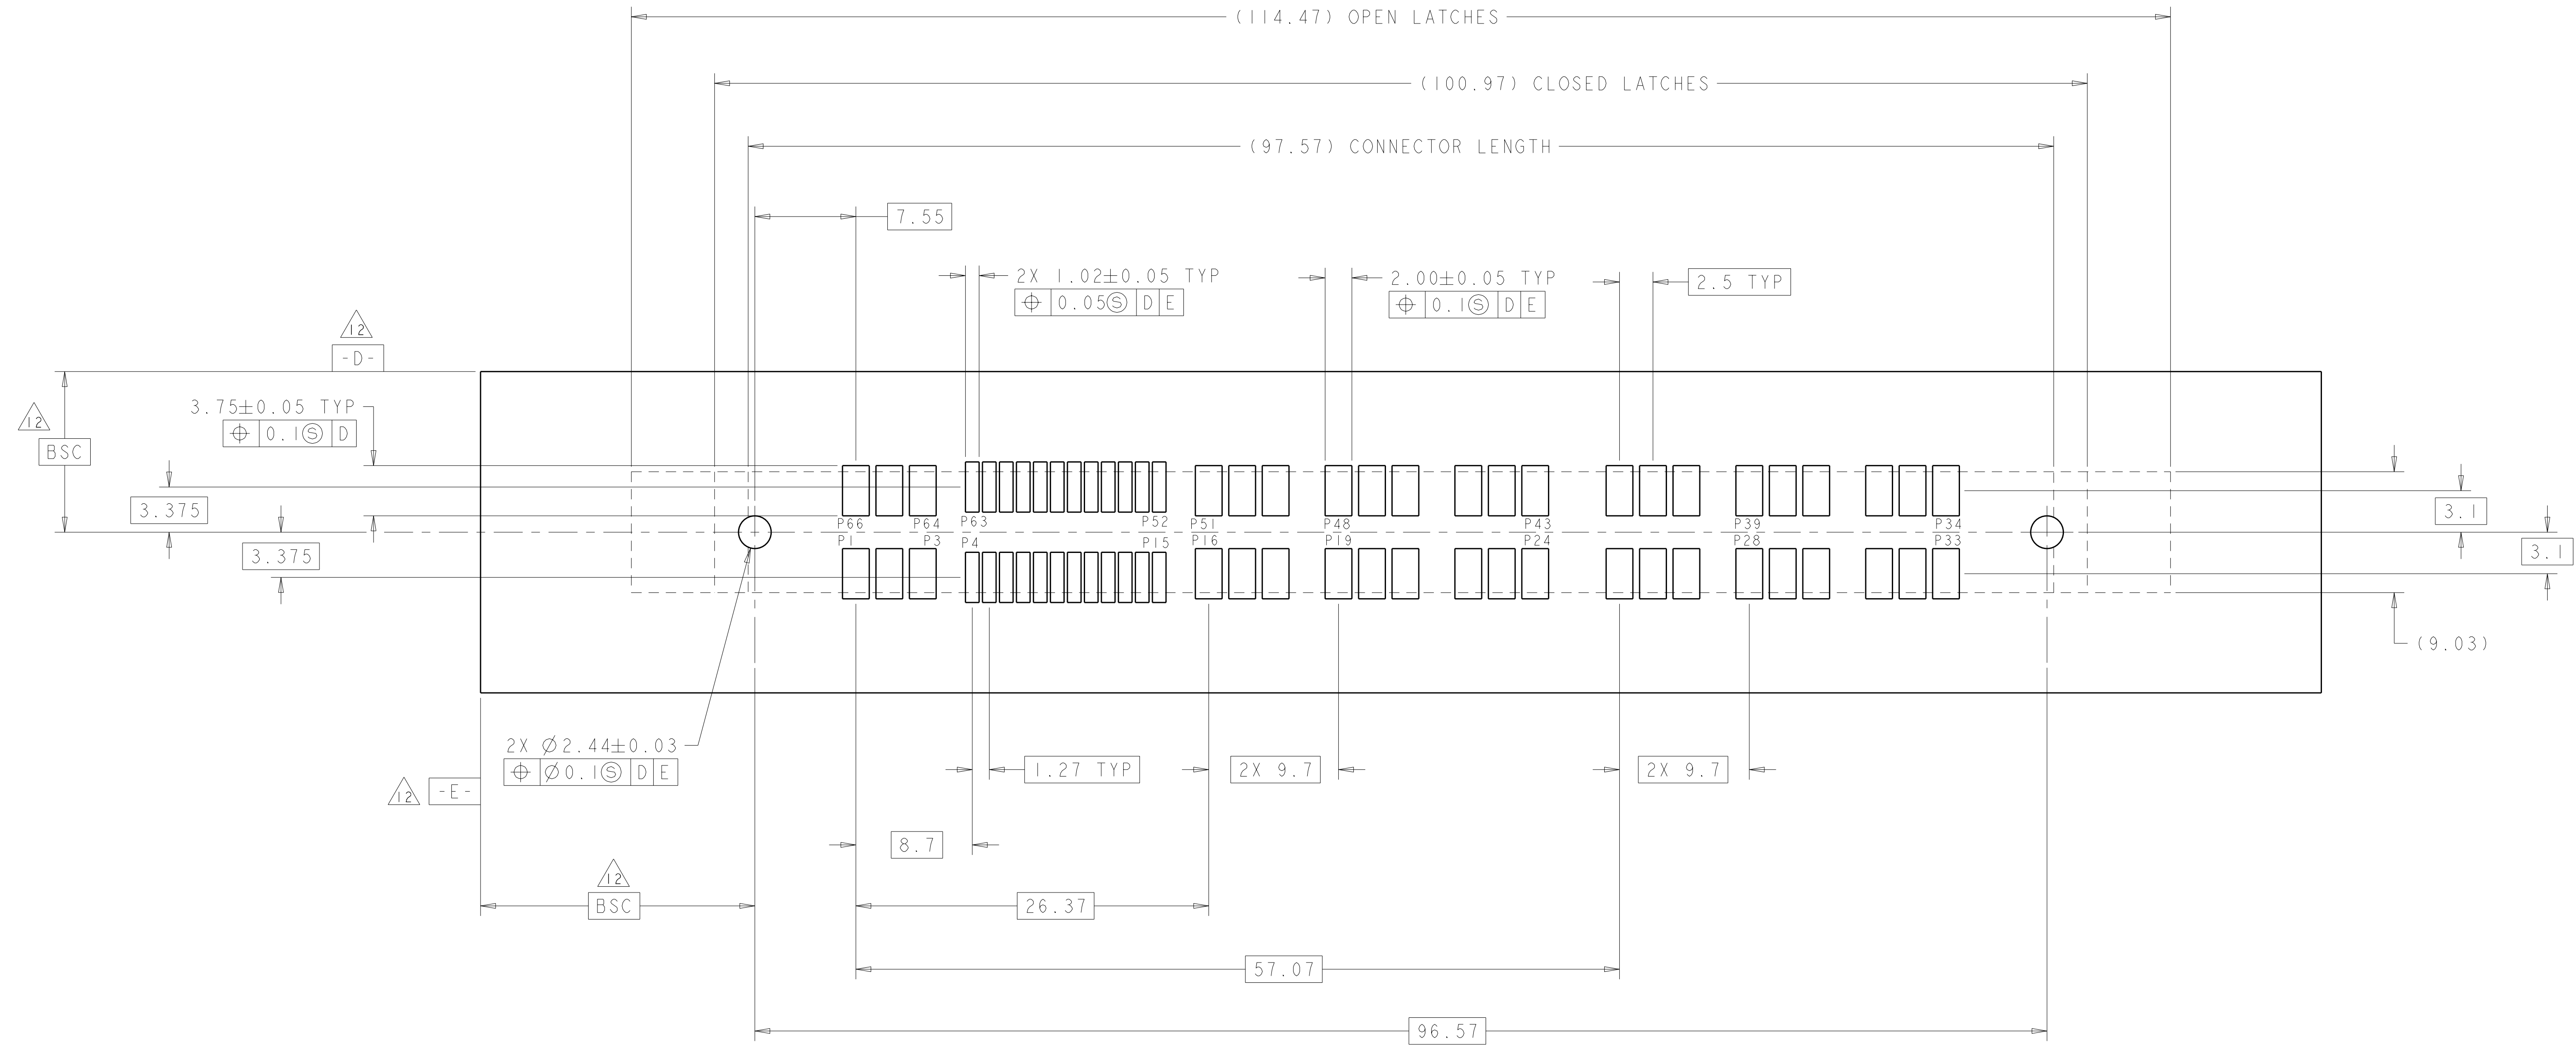 (114.47) OPEN LATCHES
(100.97) CLOSED LATCHES
(97.57) CONNECTOR LENGTH
7.55
2X 1.02±0.05 TYP
⌖ 0.05Ⓢ D E
2.00±0.05 TYP
⌖ 0.1Ⓢ D E
2.5 TYP
12
-D-
3.75±0.05 TYP
⌖ 0.1Ⓢ D
12
BSC
3.375
3.375
P66 P64 P63 P52 P51 P48 P43 P39 P34
P1 P3 P4 P15 P16 P19 P24 P28 P33
3.1
3.1
(9.03)
2X ⌀2.44±0.03
⌖ ⌀0.1Ⓢ D E
12
-E-
1.27 TYP
2X 9.7
2X 9.7
8.7
12
BSC
26.37
57.07
96.57